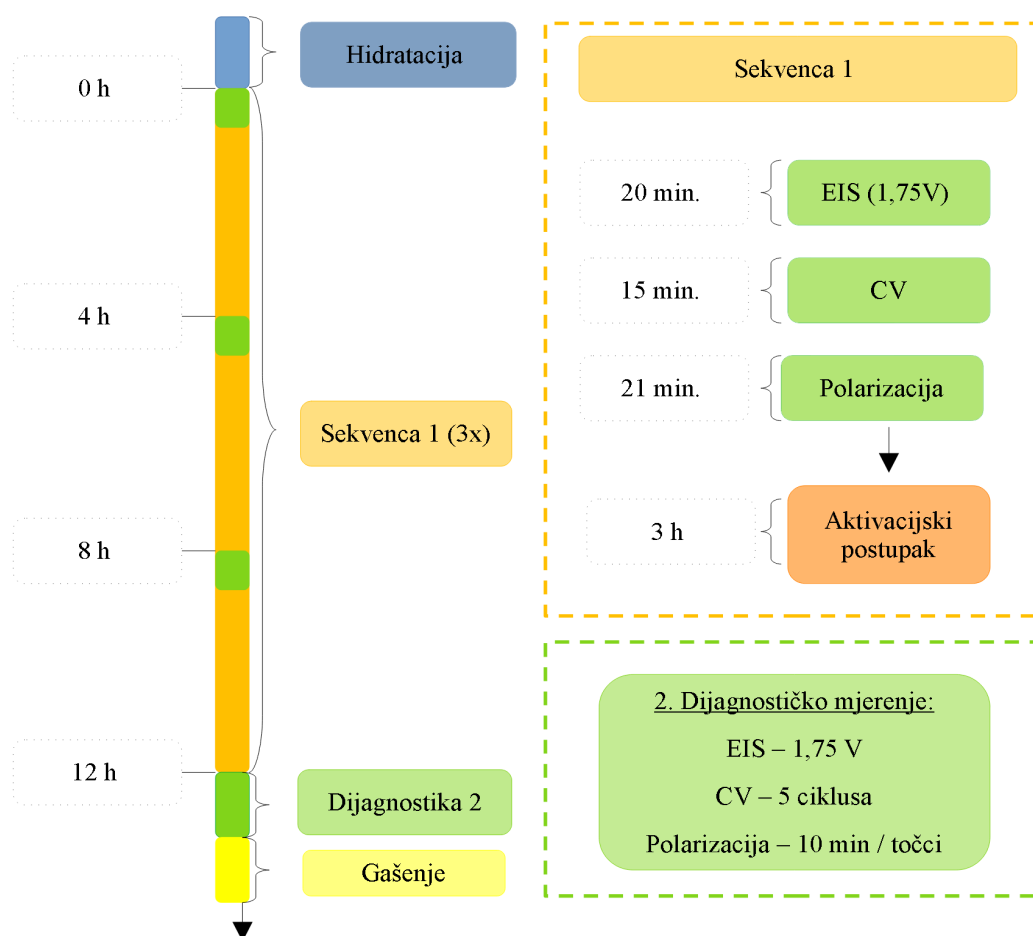 Hidratacija
0 h
4 h
Sekvenca 1 (3x)
8 h
12 h
Dijagnostika 2
Gašenje
Sekvenca 1
20 min.
EIS (1,75V)
15 min.
CV
21 min.
Polarizacija
3 h
Aktivacijski
postupak
2. Dijagnostičko mjerenje:
EIS – 1,75 V
CV – 5 ciklusa
Polarizacija – 10 min / točci